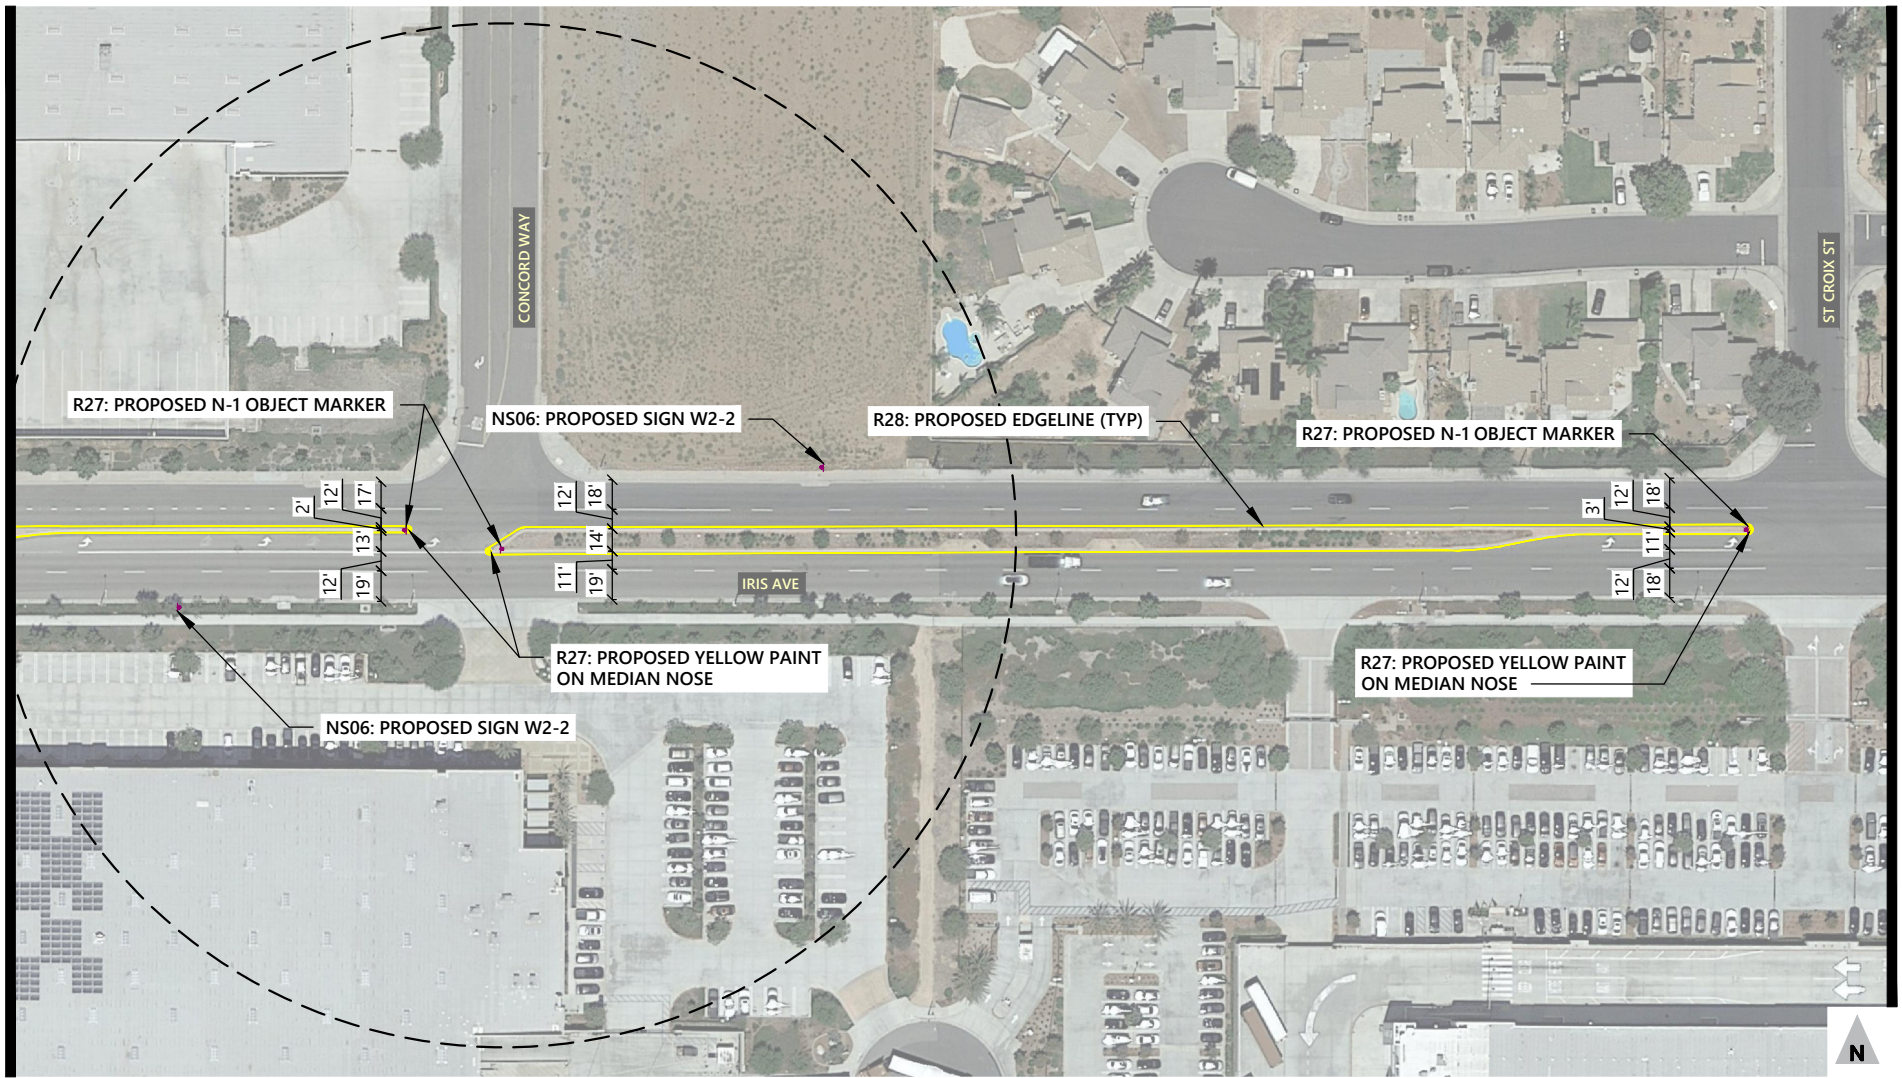 CONCORD WAY
ST CROIX ST
R27: PROPOSED N-1 OBJECT MARKER
NS06: PROPOSED SIGN W2-2
R28: PROPOSED EDGELINE (TYP)
R27: PROPOSED N-1 OBJECT MARKER
2'
12'
17'
13'
12'
19'
12'
18'
14'
11'
19'
3'
12'
18'
11'
12'
18'
IRIS AVE
R27: PROPOSED YELLOW PAINT
ON MEDIAN NOSE
R27: PROPOSED YELLOW PAINT
ON MEDIAN NOSE
NS06: PROPOSED SIGN W2-2
N